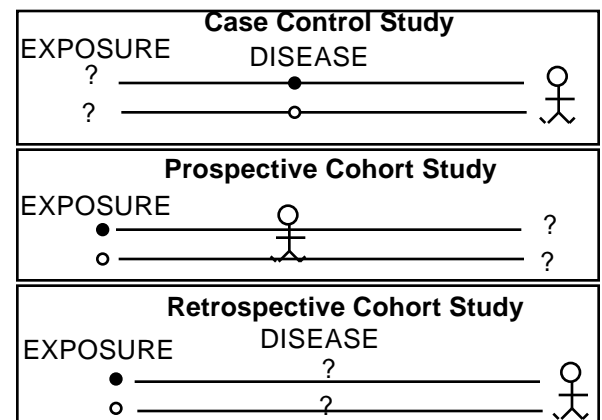 Case Control Study
EXPOSURE
DISEASE
?
?
Prospective Cohort Study
EXPOSURE
?
?
Retrospective Cohort Study
DISEASE
EXPOSURE
?
?